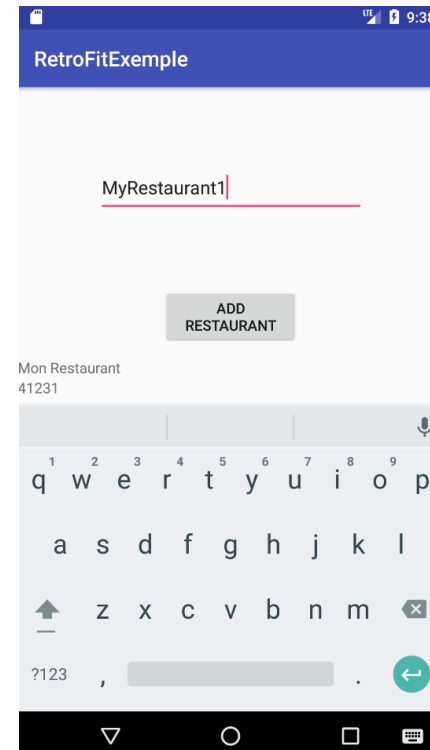 LTE 9:38
RetroFitExemple
MyRestaurant1
ADD
RESTAURANT
Mon Restaurant
41231
1 2 3 4 5 6 7 8 9
q w e r t y u i o p
a s d f g h j k l
z x c v b n m
?123 , .